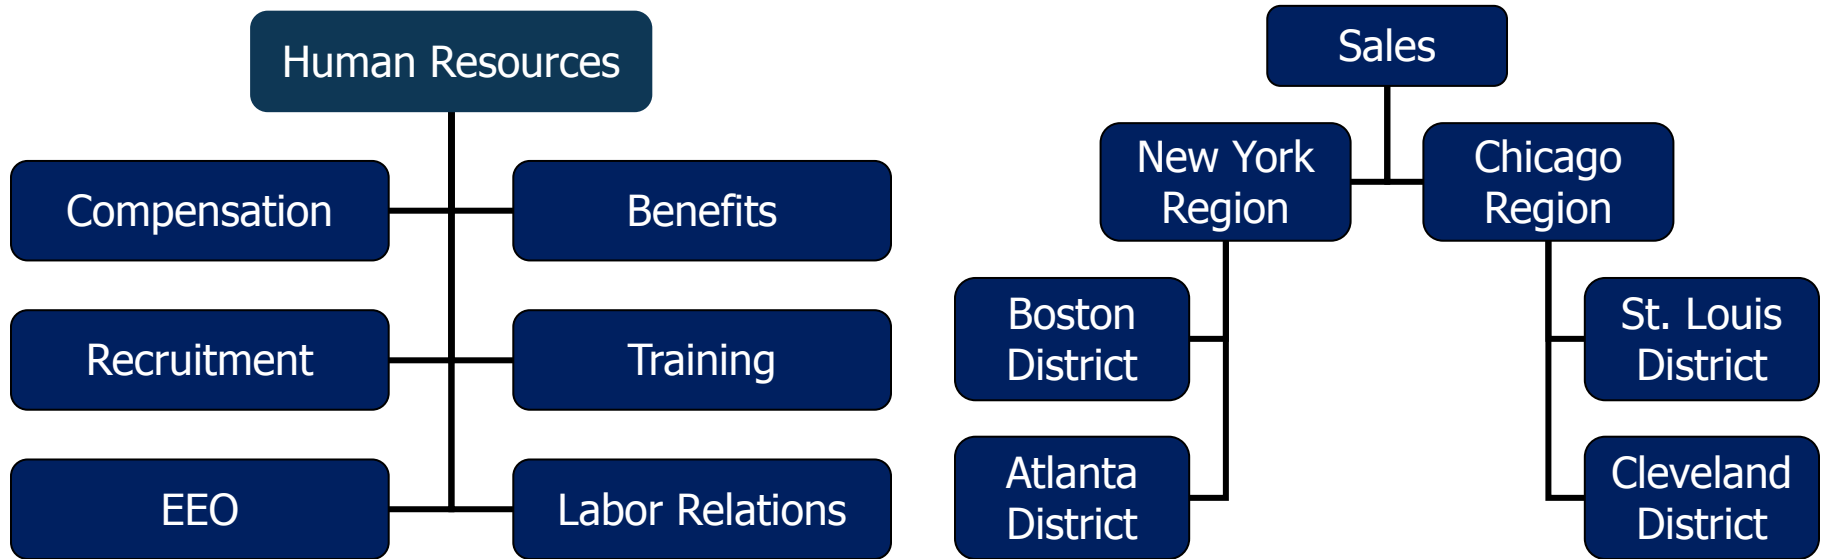 Human Resources
Compensation
Benefits
Recruitment
Training
EEO
Labor Relations
Sales
New York
Region
Chicago
Region
Boston
District
St. Louis
District
Atlanta
District
Cleveland
District